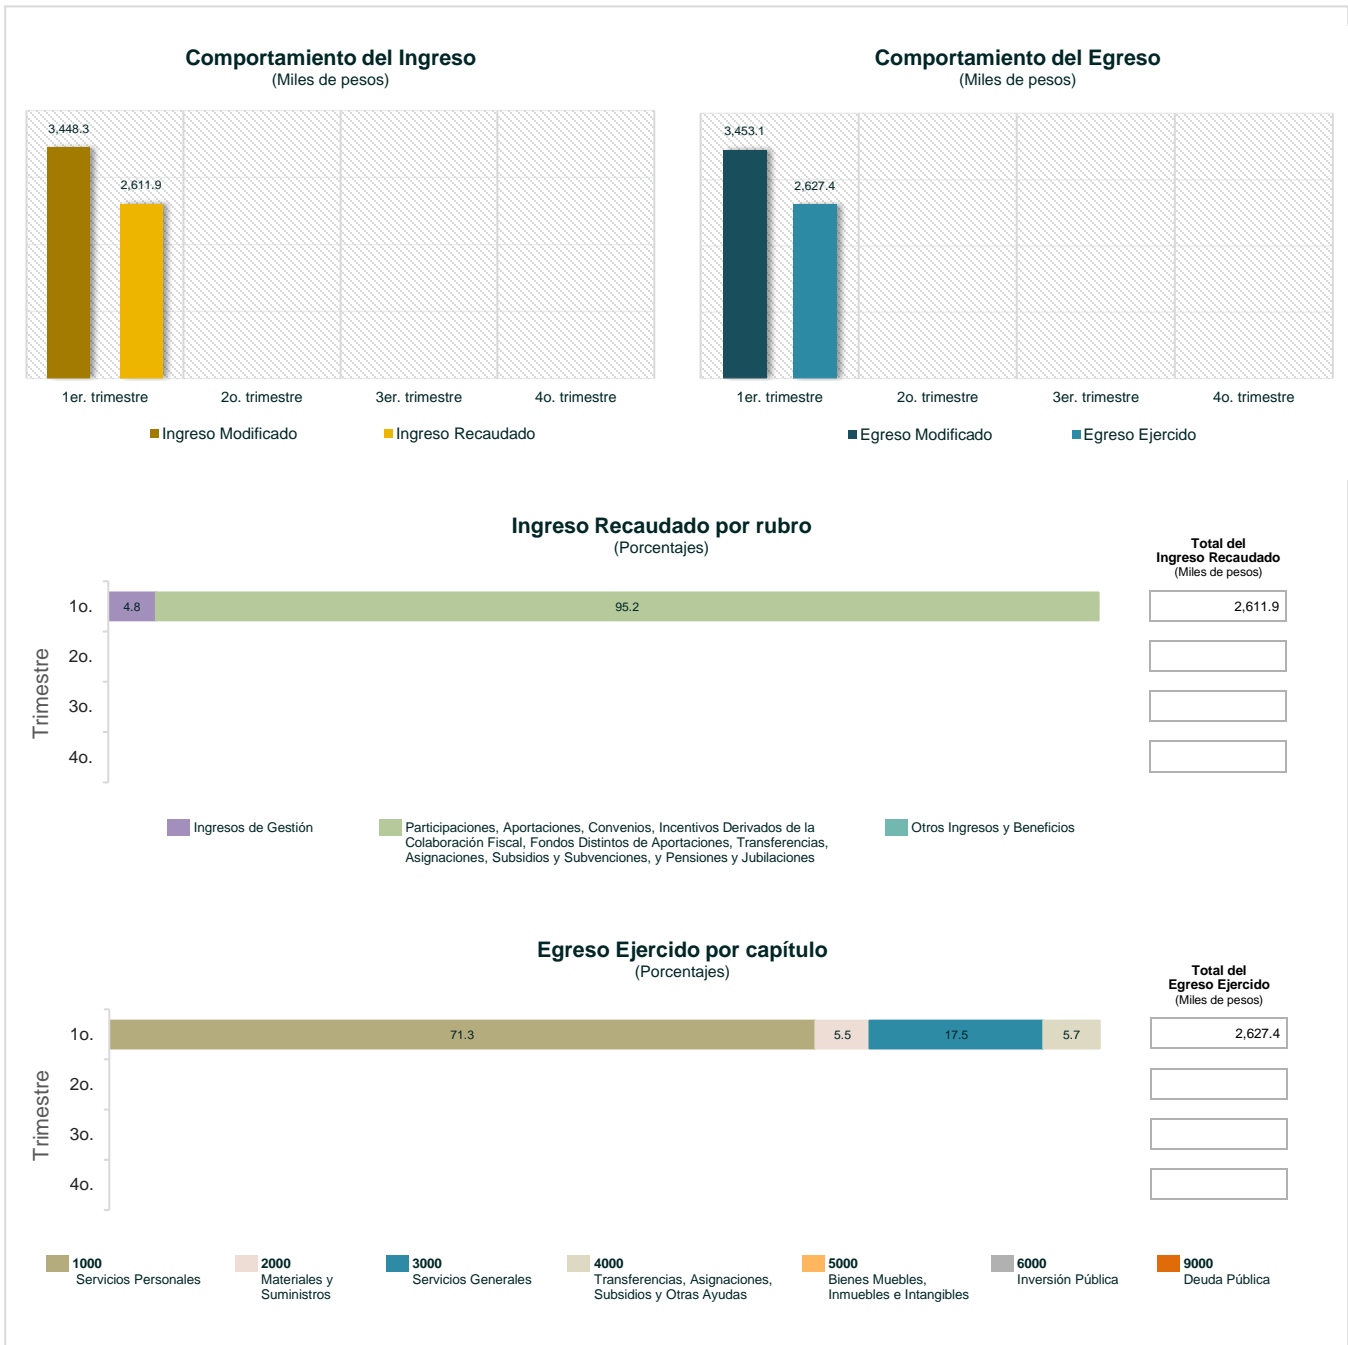 Comportamiento del Ingreso
(Miles de pesos)
3,448.3
2,611.9
1er. trimestre 2o. trimestre 3er. trimestre 4o. trimestre
Ingreso Modificado Ingreso Recaudado
Comportamiento del Egreso
(Miles de pesos)
3,453.1
2,627.4
1er. trimestre 2o. trimestre 3er. trimestre 4o. trimestre
Egreso Modificado Egreso Ejercido
Ingreso Recaudado por rubro
(Porcentajes)
Total del
Ingreso Recaudado
(Miles de pesos)
Trimestre
1o. 4.8 95.2 2,611.9
2o.
3o.
4o.
Ingresos de Gestión
Participaciones, Aportaciones, Convenios, Incentivos Derivados de la
Colaboración Fiscal, Fondos Distintos de Aportaciones, Transferencias,
Asignaciones, Subsidios y Subvenciones, y Pensiones y Jubilaciones
Otros Ingresos y Beneficios
Egreso Ejercido por capítulo
(Porcentajes)
Total del
Egreso Ejercido
(Miles de pesos)
Trimestre
1o. 71.3 5.5 17.5 5.7 2,627.4
2o.
3o.
4o.
1000
Servicios Personales
2000
Materiales y
Suministros
3000
Servicios Generales
4000
Transferencias, Asignaciones,
Subsidios y Otras Ayudas
5000
Bienes Muebles,
Inmuebles e Intangibles
6000
Inversión Pública
9000
Deuda Pública